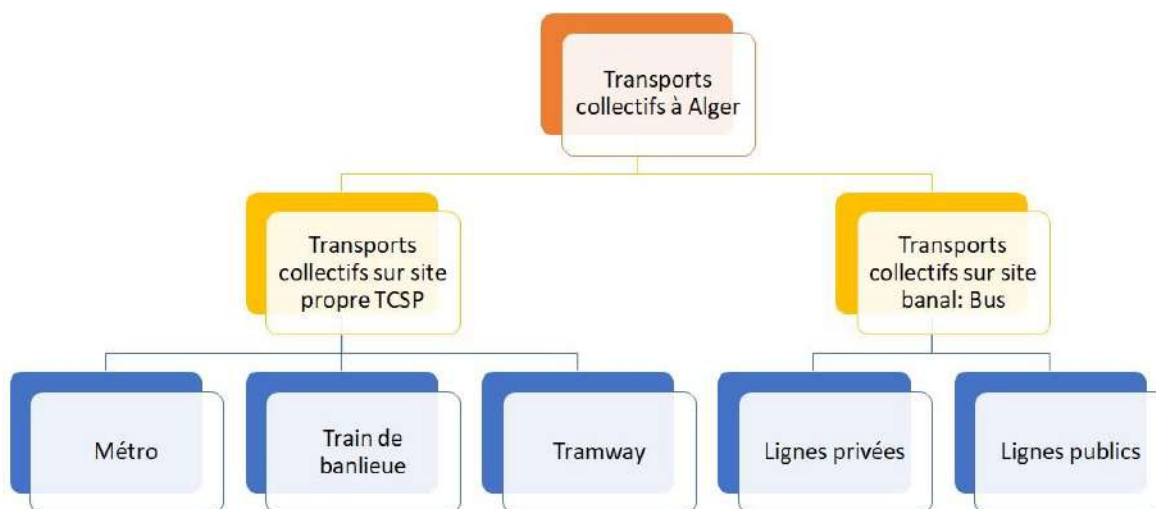 Transports
collectifs à Alger
Transports
collectifs sur site
propre TCSP
Transports
collectifs sur site
banal: Bus
Métro
Train de
banlieue
Tramway
Lignes privées
Lignes publics